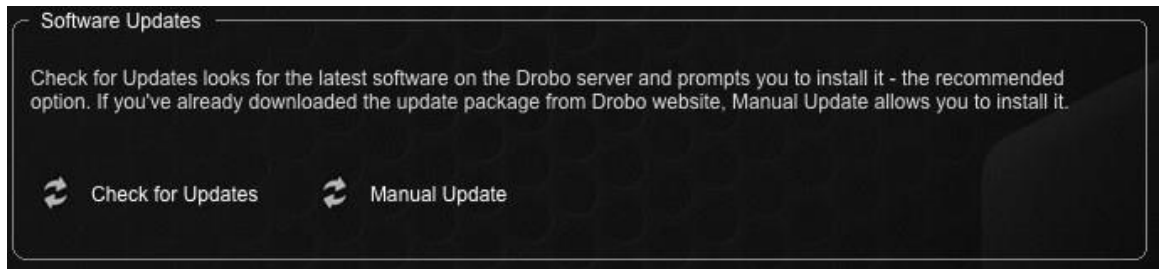 Software Updates
Check for Updates looks for the latest software on the Drobo server and prompts you to install it - the recommended
option. If you've already downloaded the update package from Drobo website, Manual Update allows you to install it.
Check for Updates Manual Update